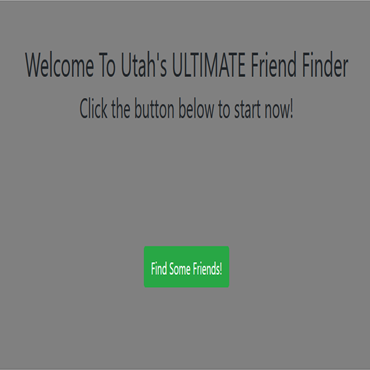 Welcome To Utah's ULTIMATE Friend Finder
Click the button below to start now!
Find Some Friends!